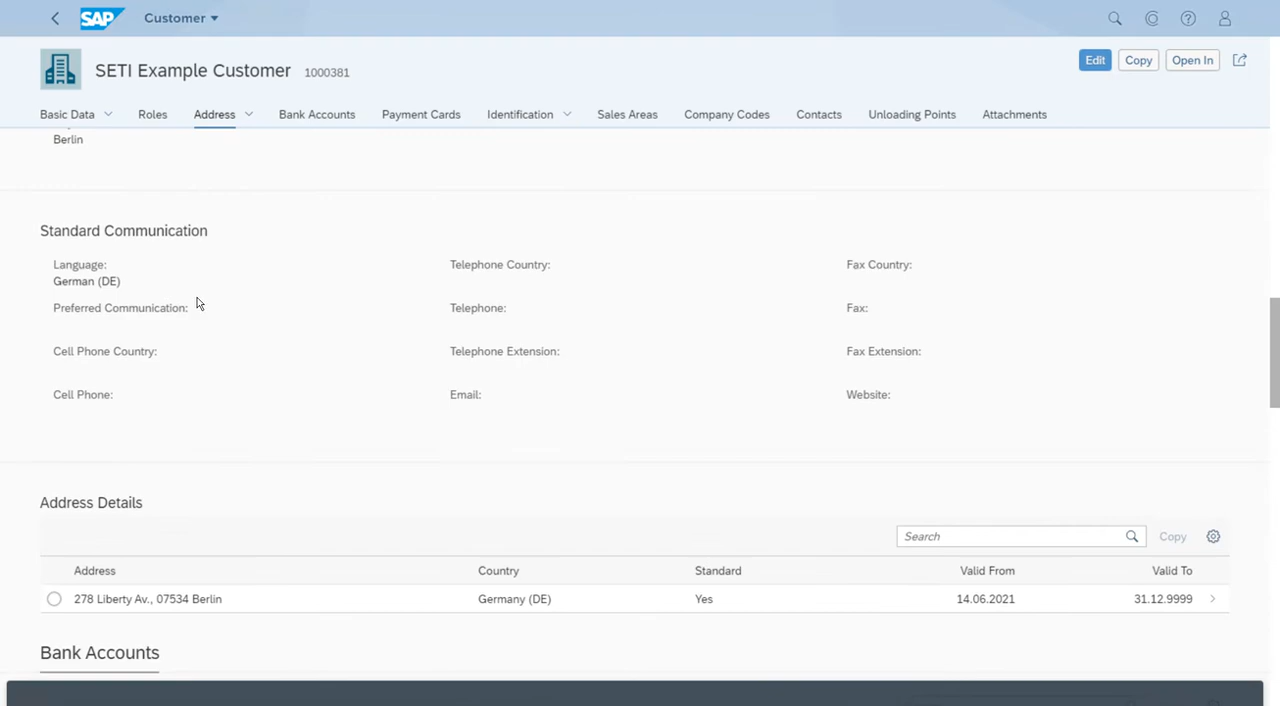 SAP Customer
SETI Example Customer 1000381
Edit Copy Open In
Basic Data Roles Address Bank Accounts Payment Cards Identification Sales Areas Company Codes Contacts Unloading Points Attachments
Berlin
Standard Communication
Language: Telephone Country: Fax Country:
German (DE)
Preferred Communication: Telephone: Fax:
Cell Phone Country: Telephone Extension: Fax Extension:
Cell Phone: Email: Website:
Address Details
Search Copy
Address Country Standard Valid From Valid To
278 Liberty Av., 07534 Berlin Germany (DE) Yes 14.06.2021 31.12.9999
Bank Accounts